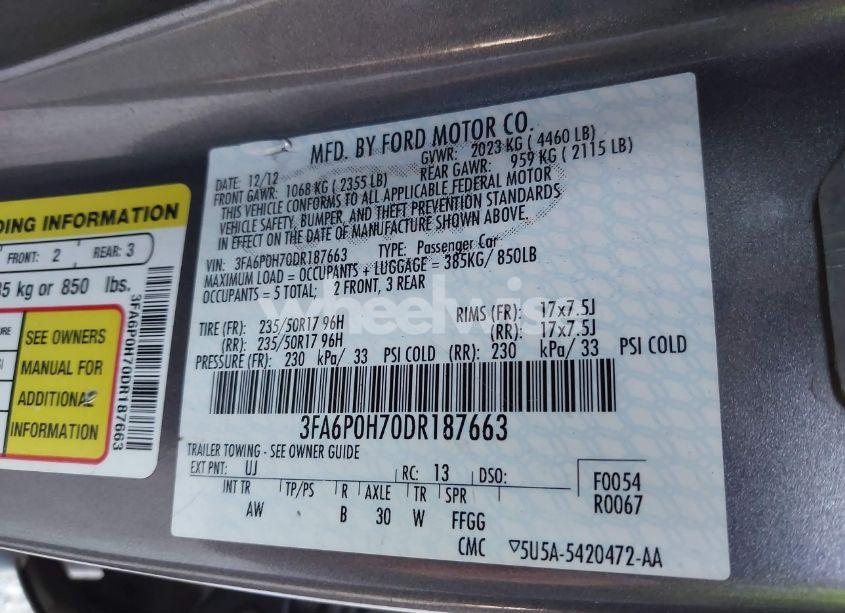 MFD. BY FORD MOTOR CO.
DATE: 12/12 GVWR: 2023 KG ( 4460 LB)
FRONT GAWR: 1068 KG ( 2355 LB) REAR GAWR: 959 KG ( 2115 LB)
THIS VEHICLE CONFORMS TO ALL APPLICABLE FEDERAL MOTOR
VEHICLE SAFETY, BUMPER, AND THEFT PREVENTION STANDARDS
IN EFFECT ON THE DATE OF MANUFACTURE SHOWN ABOVE.
VIN: 3FA6P0H70DR187663 TYPE: Passenger Car
MAXIMUM LOAD = OCCUPANTS + LUGGAGE = 385KG/ 850LB
OCCUPANTS = 5 TOTAL; 2 FRONT, 3 REAR
TIRE (FR): 235/50R17 96H RIMS (FR): 17x7.5J
(RR): 235/50R17 96H (RR): 17x7.5J
PRESSURE (FR): 230 kPa/ 33 PSI COLD (RR): 230 kPa/ 33 PSI COLD
3FA6P0H70DR187663
TRAILER TOWING - SEE OWNER GUIDE
EXT PNT: UJ RC: 13 DSO: F0054
R0067
INT TR TP/PS R AXLE TR SPR
AW B 30 W FFGG
CMC ▽5U5A-5420472-AA
DING INFORMATION
FRONT: 2 REAR: 3
85 kg or 850 lbs.
SEE OWNERS
MANUAL FOR
ADDITIONAL
INFORMATION
3FA6P0H70DR187663
wheelwis